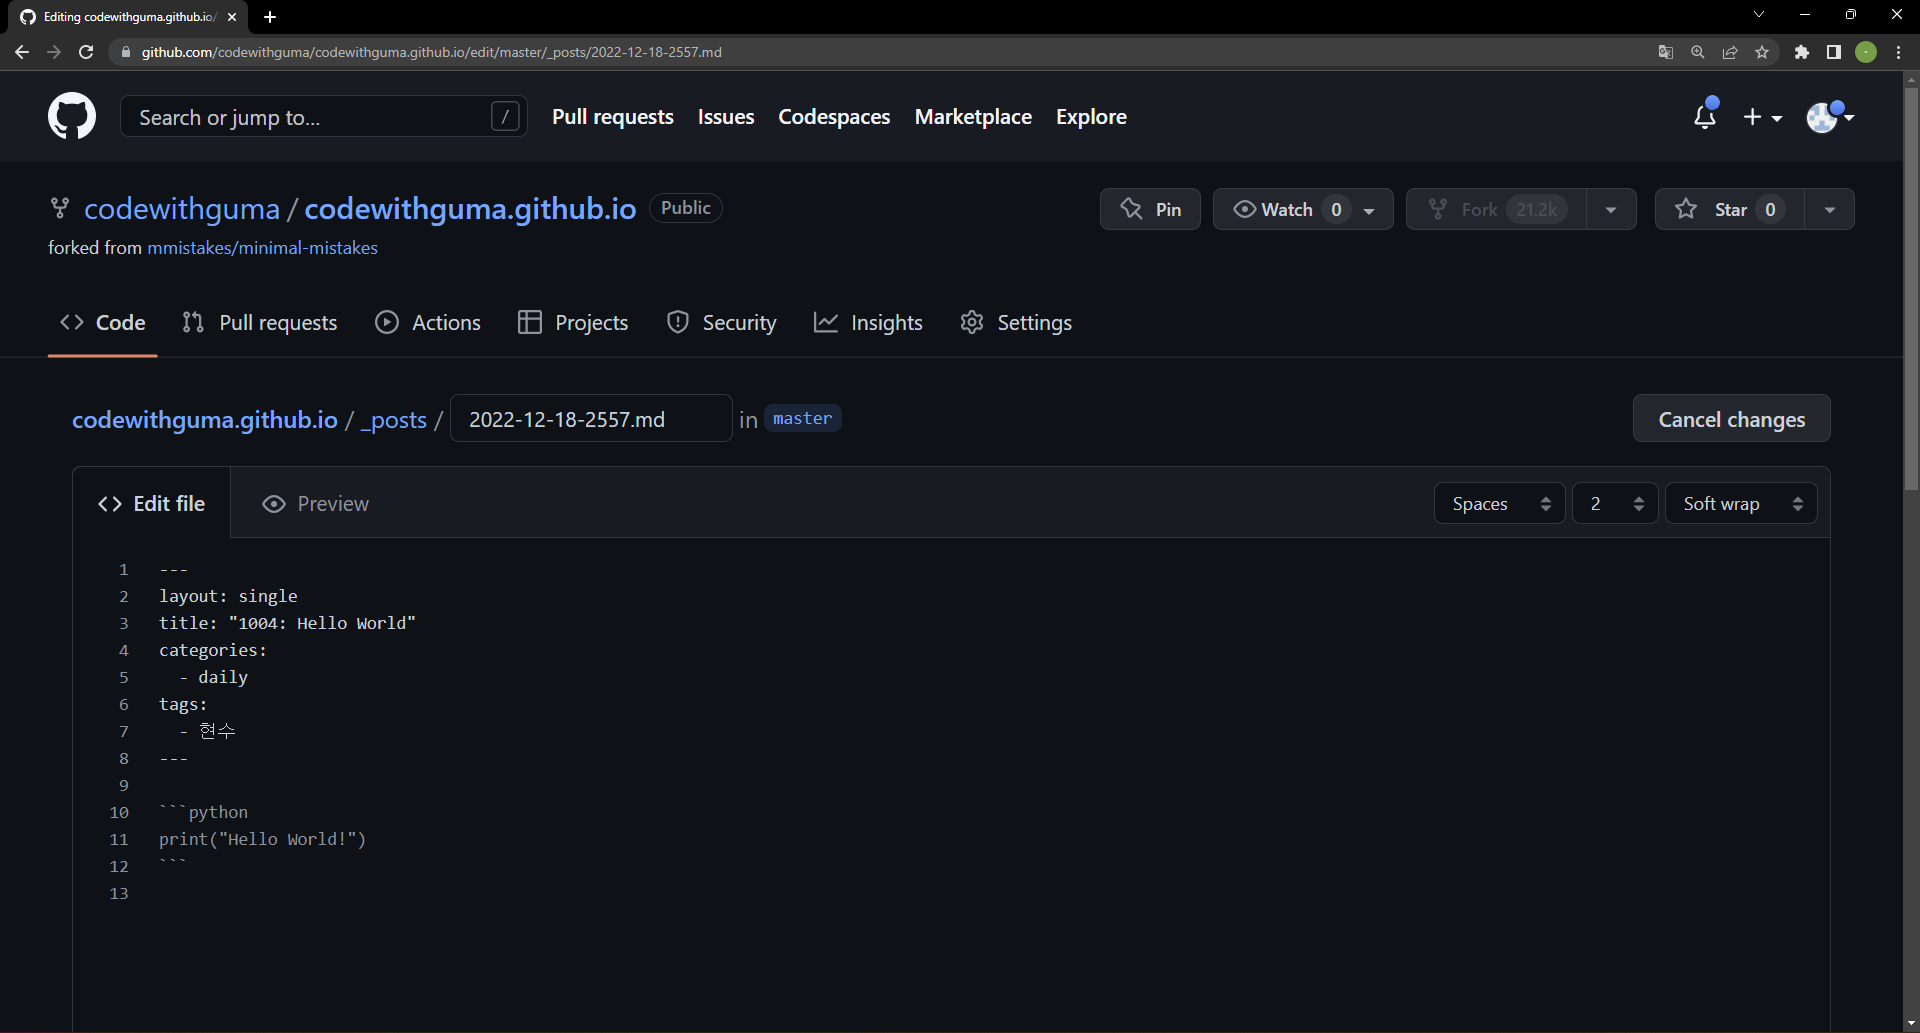 Editing codewithguma.github.io/
github.com/codewithguma/codewithguma.github.io/edit/master/_posts/2022-12-18-2557.md
Search or jump to... /
Pull requests Issues Codespaces Marketplace Explore
codewithguma / codewithguma.github.io Public
Pin Watch 0 Fork 21.2k Star 0
forked from mmistakes/minimal-mistakes
Code Pull requests Actions Projects Security Insights Settings
codewithguma.github.io / _posts / 2022-12-18-2557.md in master Cancel changes
Edit file Preview Spaces 2 Soft wrap
1 ---
2 layout: single
3 title: "1004: Hello World"
4 categories:
5   - daily
6 tags:
7   - 현수
8 ---
9
10 ```python
11 print("Hello World!")
12 ```
13